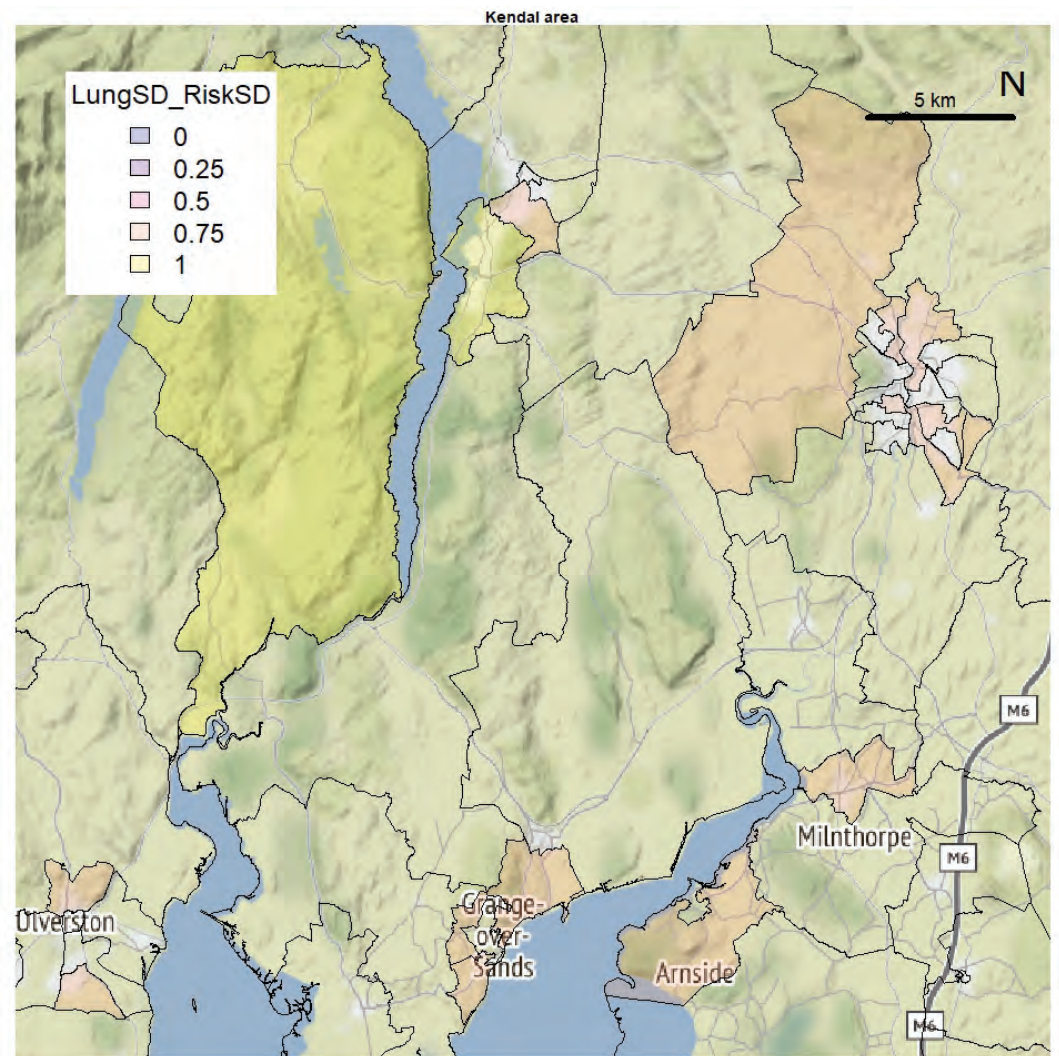 Kendal area
LungSD_RiskSD
0
0.25
0.5
0.75
1
N
5 km
M6
Milnthorpe
M6
Ulverston
Grange-
over-
Sands
Arnside
M6